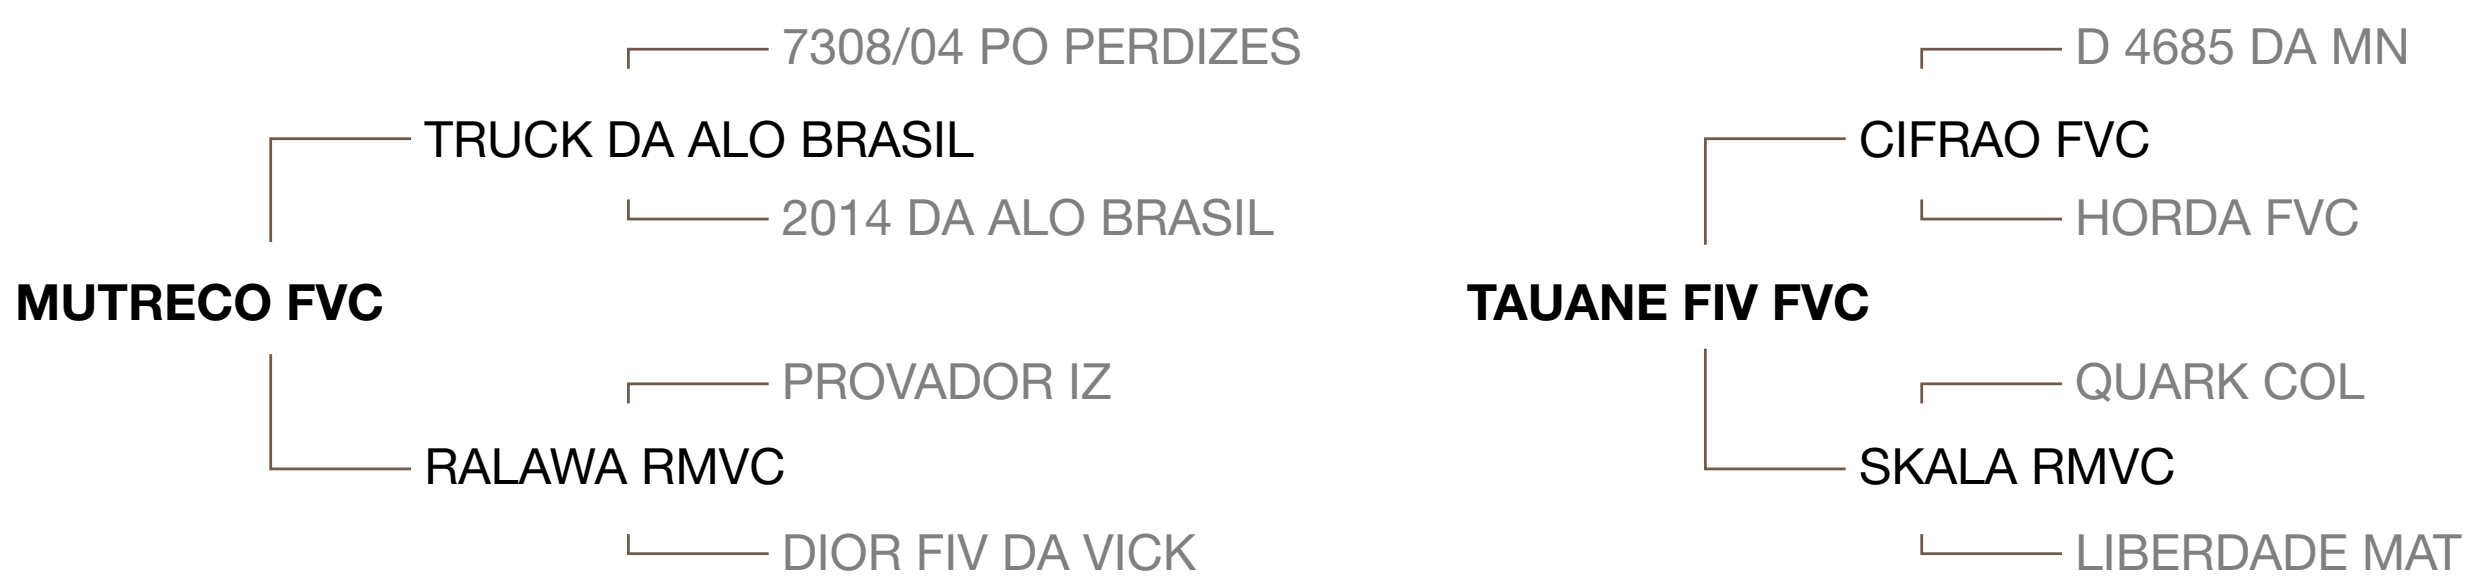 7308/04 PO PERDIZES
TRUCK DA ALO BRASIL
2014 DA ALO BRASIL
MUTRECO FVC
PROVADOR IZ
RALAWA RMVC
DIOR FIV DA VICK
D 4685 DA MN
CIFRAO FVC
HORDA FVC
TAUANE FIV FVC
QUARK COL
SKALA RMVC
LIBERDADE MAT